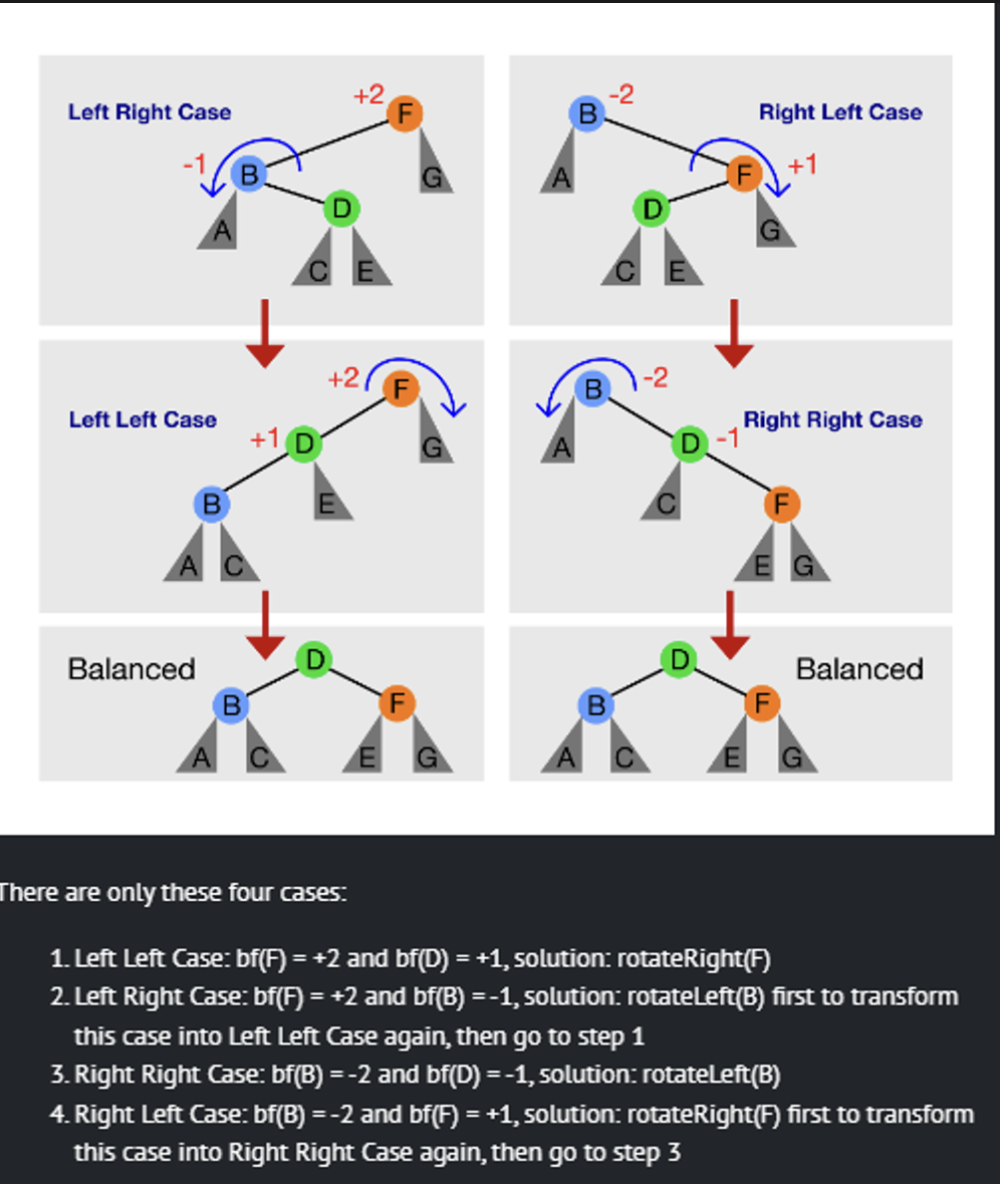 Left Right Case
+2
F
-1
B
G
D
A
C
E
Right Left Case
B
-2
F
+1
A
D
G
C
E
Left Left Case
+2
F
+1
D
G
B
E
A
C
Right Right Case
B
-2
A
D
-1
C
F
E
G
Balanced
D
B
F
A
C
E
G
Balanced
D
B
F
A
C
E
G
There are only these four cases:
1. Left Left Case: bf(F) = +2 and bf(D) = +1, solution: rotateRight(F)
2. Left Right Case: bf(F) = +2 and bf(B) = -1, solution: rotateLeft(B) first to transform
this case into Left Left Case again, then go to step 1
3. Right Right Case: bf(B) = -2 and bf(D) = -1, solution: rotateLeft(B)
4. Right Left Case: bf(B) = -2 and bf(F) = +1, solution: rotateRight(F) first to transform
this case into Right Right Case again, then go to step 3